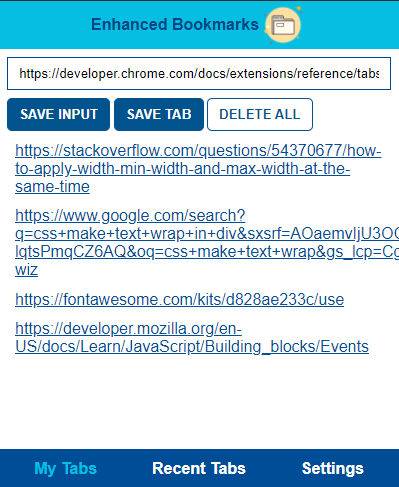 Enhanced Bookmarks
https://developer.chrome.com/docs/extensions/reference/tabs
SAVE INPUT SAVE TAB DELETE ALL
https://stackoverflow.com/questions/54370677/how-
to-apply-width-min-width-and-max-width-at-the-
same-time
https://www.google.com/search?
q=css+make+text+wrap+in+div&sxsrf=AOaemvIjU3OC
lqtsPmqCZ6AQ&oq=css+make+text+wrap&gs_lcp=Cg
wiz
https://fontawesome.com/kits/d828ae233c/use
https://developer.mozilla.org/en-
US/docs/Learn/JavaScript/Building_blocks/Events
My Tabs Recent Tabs Settings